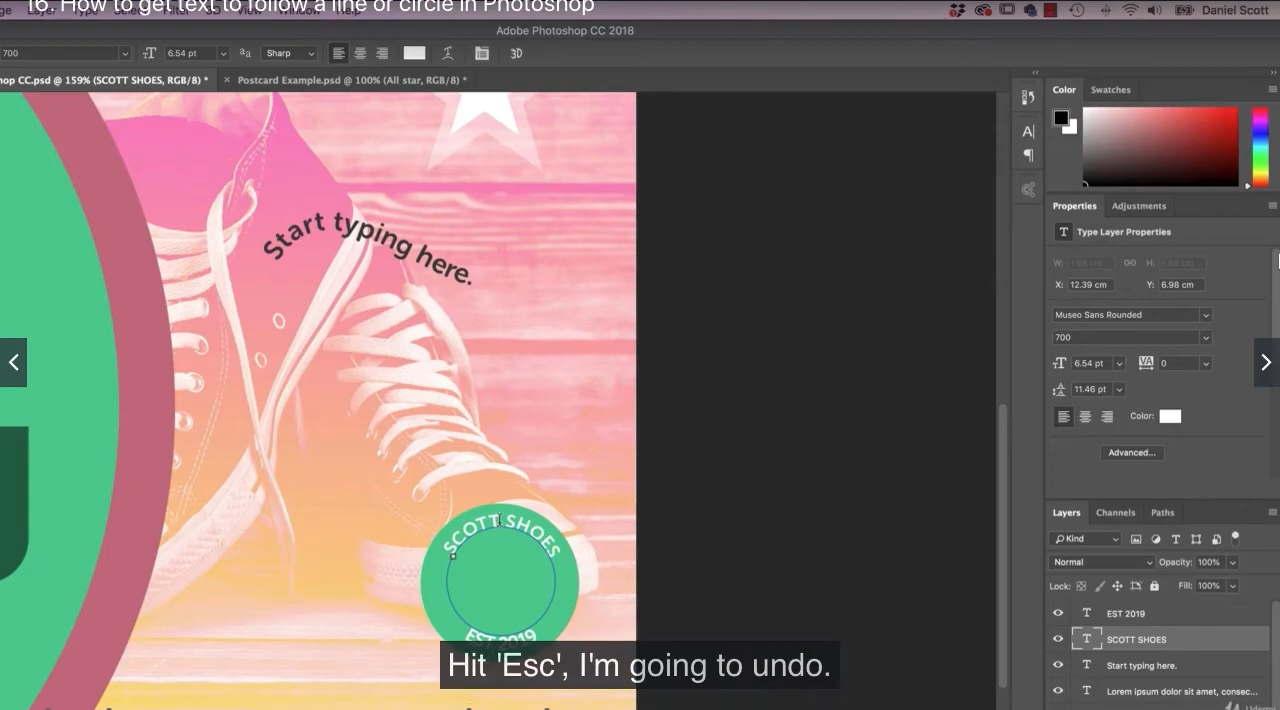 16. How to get text to follow a line or circle in Photoshop
Daniel Scott
Adobe Photoshop CC 2018
700
6.54 pt
aa
Sharp
3D
op CC.psd @ 159% (SCOTT SHOES, RGB/8) *
× Postcard Example.psd @ 100% (All star, RGB/8) *
Color
Swatches
Properties
Adjustments
T Type Layer Properties
W:
H:
X: 12.39 cm
Y: 6.98 cm
Museo Sans Rounded
700
6.54 pt
VA 0
11.46 pt
Color:
Advanced...
Layers
Channels
Paths
Kind
Normal
Opacity: 100%
Lock:
Fill: 100%
T EST 2019
T SCOTT SHOES
T Start typing here.
T Lorem ipsum dolor sit amet, consec...
Start typing here.
SCOTT SHOES
EST 2019
Hit 'Esc', I'm going to undo.
Udemy